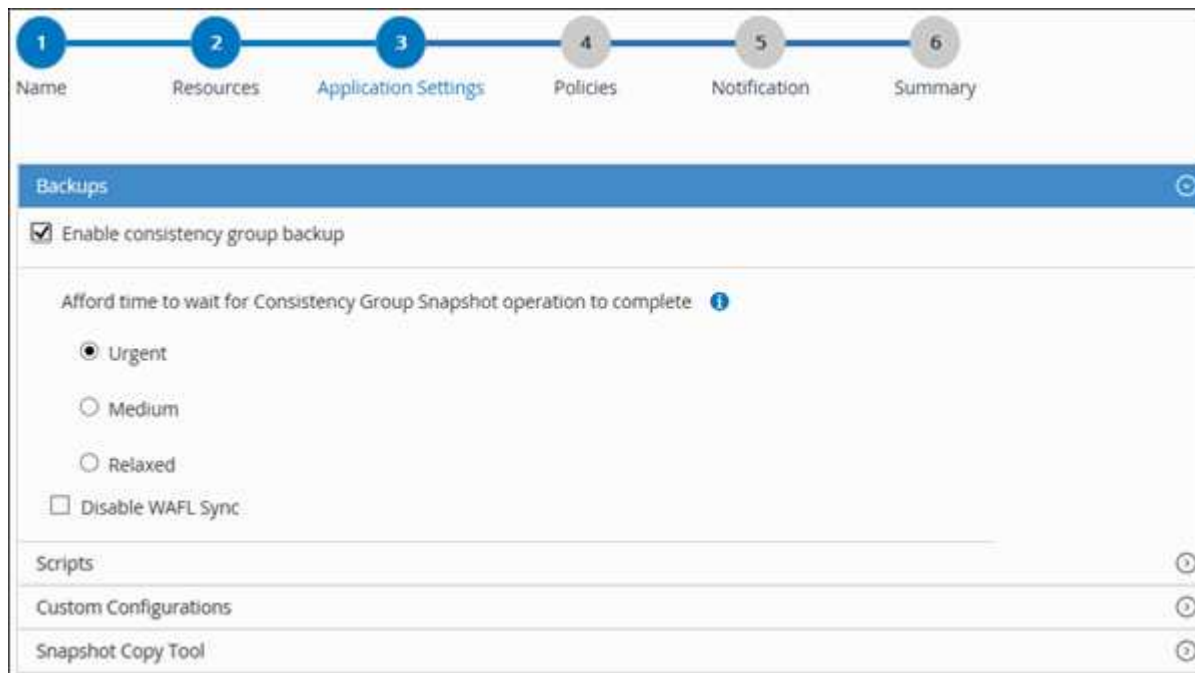 1 2 3 4 5 6
Name Resources Application Settings Policies Notification Summary
Backups
Enable consistency group backup
Afford time to wait for Consistency Group Snapshot operation to complete
Urgent
Medium
Relaxed
Disable WAFL Sync
Scripts
Custom Configurations
Snapshot Copy Tool